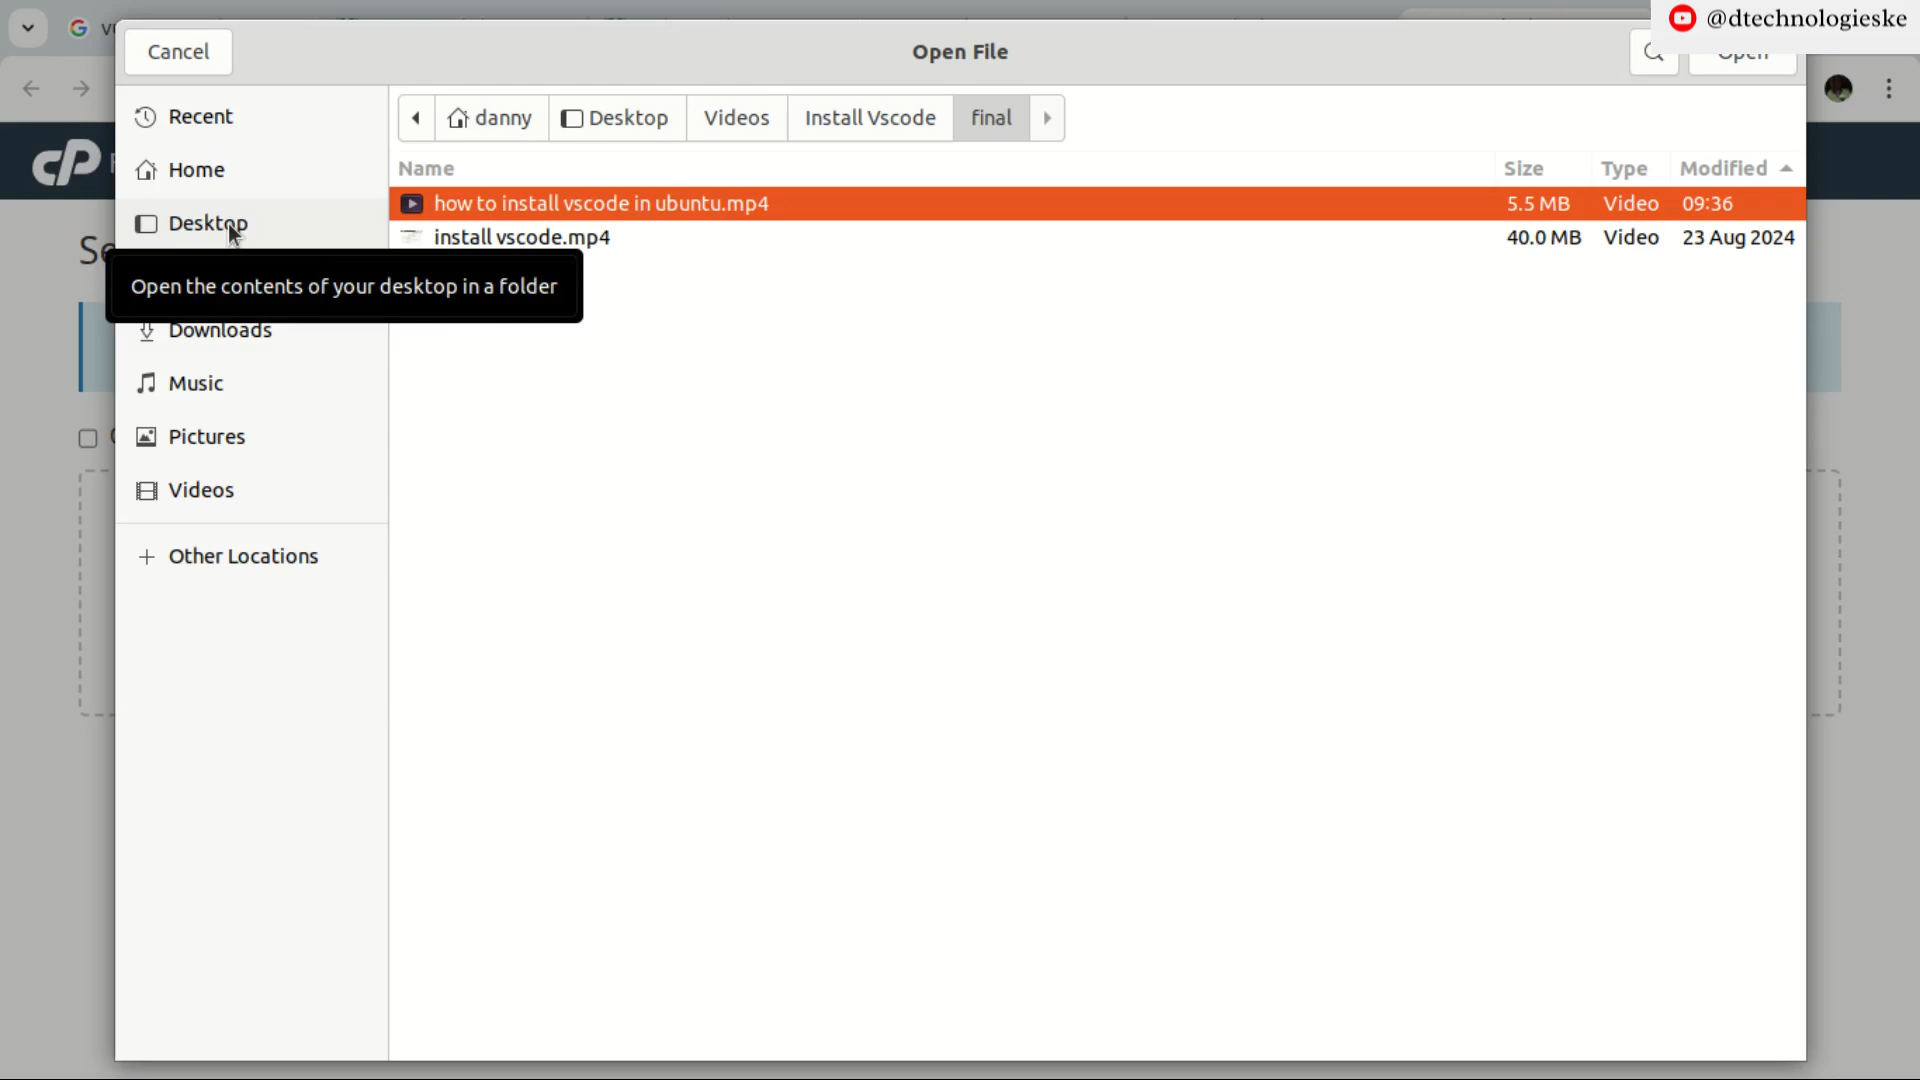 @dtechnologieske
Cancel
Open File
Open
Recent
Home
Desktop
Open the contents of your desktop in a folder
Downloads
Music
Pictures
Videos
Other Locations
danny
Desktop
Videos
Install Vscode
final
Name
Size
Type
Modified
how to install vscode in ubuntu.mp4
5.5 MB
Video
09:36
install vscode.mp4
40.0 MB
Video
23 Aug 2024
cP